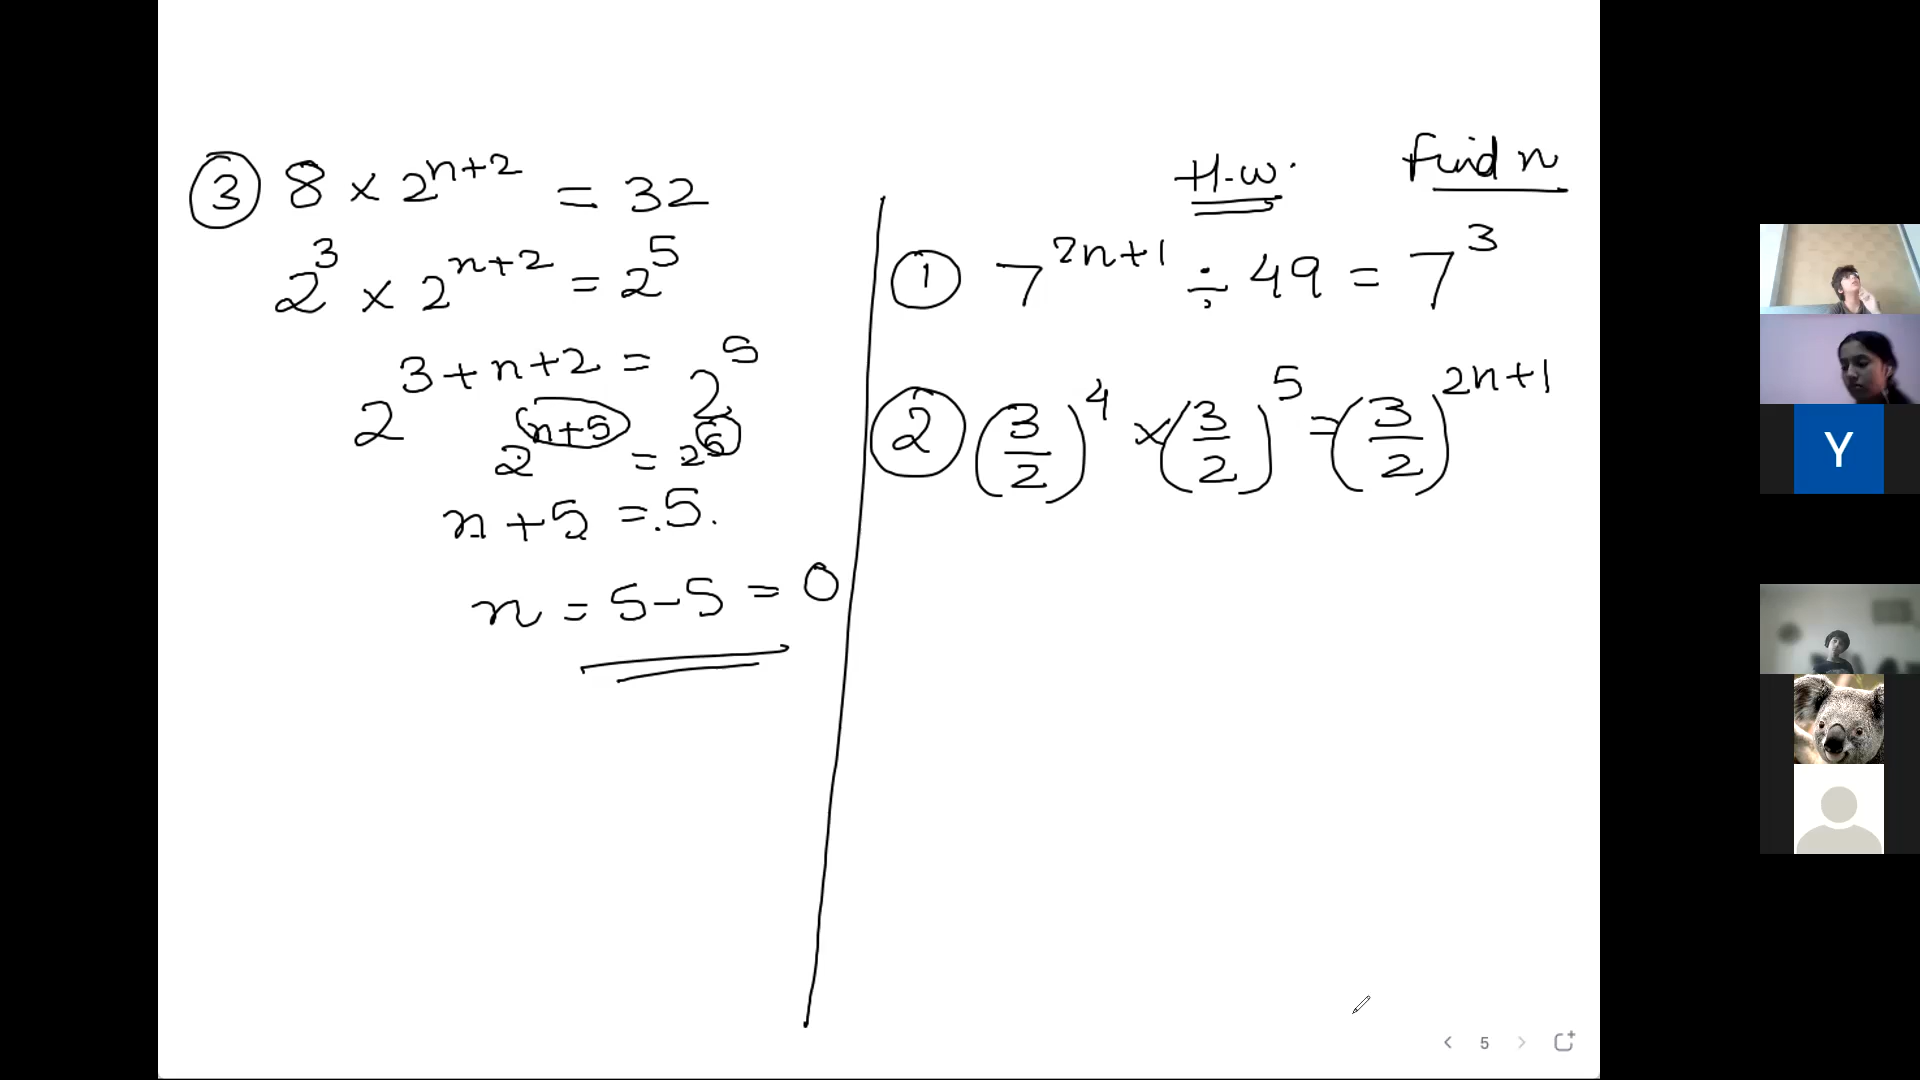 ③ 8 × 2^{n+2} = 32
2^3 × 2^{n+2} = 2^5
2^{3+n+2} = 2^5
2^{n+5} = 2^5
n + 5 = 5.
n = 5 - 5 = 0
H.W. Find n
① 7^{2n+1} ÷ 49 = 7^3
② (3/2)^4 × (3/2)^5 = (3/2)^{2n+1}
Y
5